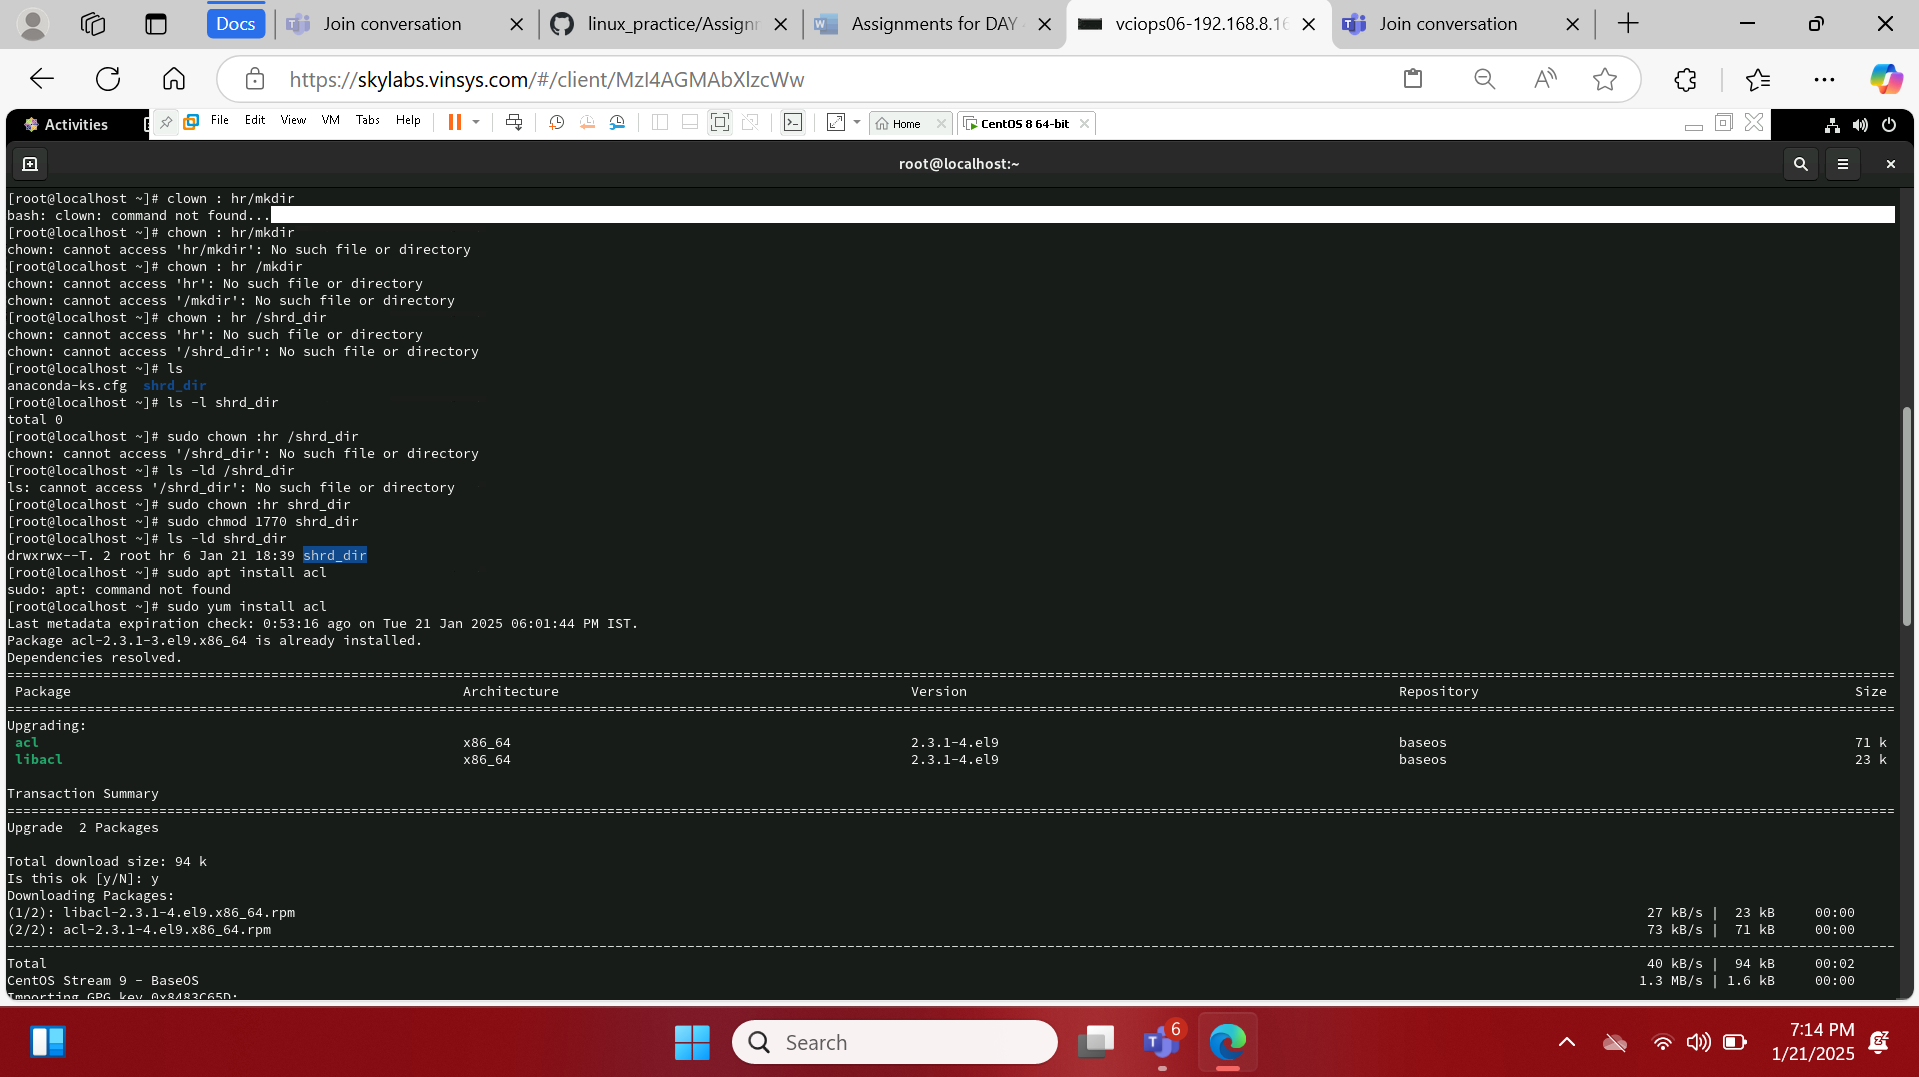 Docs
Join conversation
linux_practice/Assignm
Assignments for DAY
vciops06-192.168.8.16
Join conversation
https://skylabs.vinsys.com/#/client/MzI4AGMAbXlzcWw
Activities
File Edit View VM Tabs Help
Home
CentOS 8 64-bit
root@localhost:~
[root@localhost ~]# clown : hr/mkdir
bash: clown: command not found...
[root@localhost ~]# chown : hr/mkdir
chown: cannot access 'hr/mkdir': No such file or directory
[root@localhost ~]# chown : hr /mkdir
chown: cannot access 'hr': No such file or directory
chown: cannot access '/mkdir': No such file or directory
[root@localhost ~]# chown : hr /shrd_dir
chown: cannot access 'hr': No such file or directory
chown: cannot access '/shrd_dir': No such file or directory
[root@localhost ~]# ls
anaconda-ks.cfg  shrd_dir
[root@localhost ~]# ls -l shrd_dir
total 0
[root@localhost ~]# sudo chown :hr /shrd_dir
chown: cannot access '/shrd_dir': No such file or directory
[root@localhost ~]# ls -ld /shrd_dir
ls: cannot access '/shrd_dir': No such file or directory
[root@localhost ~]# sudo chown :hr shrd_dir
[root@localhost ~]# sudo chmod 1770 shrd_dir
[root@localhost ~]# ls -ld shrd_dir
drwxrwx--T. 2 root hr 6 Jan 21 18:39 shrd_dir
[root@localhost ~]# sudo apt install acl
sudo: apt: command not found
[root@localhost ~]# sudo yum install acl
Last metadata expiration check: 0:53:16 ago on Tue 21 Jan 2025 06:01:44 PM IST.
Package acl-2.3.1-3.el9.x86_64 is already installed.
Dependencies resolved.
Package Architecture Version Repository Size
Upgrading:
acl x86_64 2.3.1-4.el9 baseos 71 k
libacl x86_64 2.3.1-4.el9 baseos 23 k
Transaction Summary
Upgrade  2 Packages
Total download size: 94 k
Is this ok [y/N]: y
Downloading Packages:
(1/2): libacl-2.3.1-4.el9.x86_64.rpm 27 kB/s | 23 kB 00:00
(2/2): acl-2.3.1-4.el9.x86_64.rpm 73 kB/s | 71 kB 00:00
Total 40 kB/s | 94 kB 00:02
CentOS Stream 9 - BaseOS 1.3 MB/s | 1.6 kB 00:00
Importing GPG key 0x8483C65D:
Search
6
7:14 PM
1/21/2025